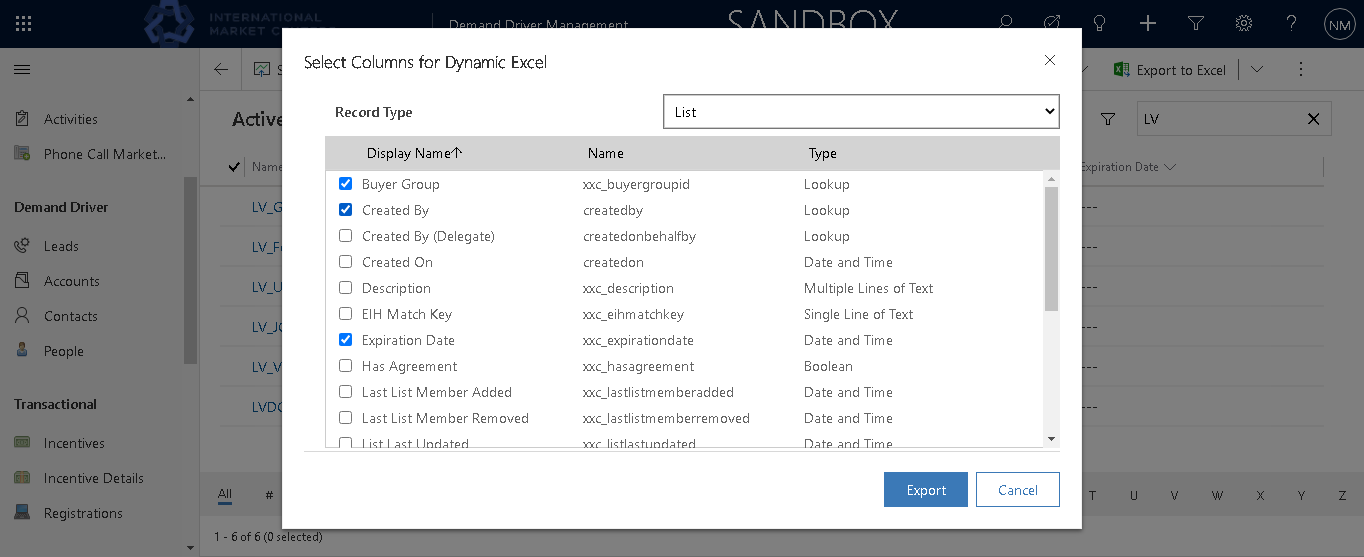 INTERNATIONAL
MARKET C
Demand Driver Management
SANDBOX
NM
Select Columns for Dynamic Excel
S
Export to Excel
Record Type
List
Activities
Active
LV
Phone Call Market...
Display Name↑ Name Type
Name
Expiration Date
Buyer Group xxc_buyergroupid Lookup
Demand Driver
LV_G
Created By createdby Lookup
---
Created By (Delegate) createdonbehalfby Lookup
Leads
LV_F
---
Created On createdon Date and Time
Accounts
LV_U
Description xxc_description Multiple Lines of Text
---
Contacts
EIH Match Key xxc_eihmatchkey Single Line of Text
LV_JC
---
Expiration Date xxc_expirationdate Date and Time
People
Has Agreement xxc_hasagreement Boolean
LV_V
---
Last List Member Added xxc_lastlistmemberadded Date and Time
Transactional
LVDC
---
Last List Member Removed xxc_lastlistmemberremoved Date and Time
Incentives
List Last Updated xxc_listlastupdated Date and Time
Incentive Details
Export
Cancel
All # T U V W X Y Z
Registrations
1 - 6 of 6 (0 selected)